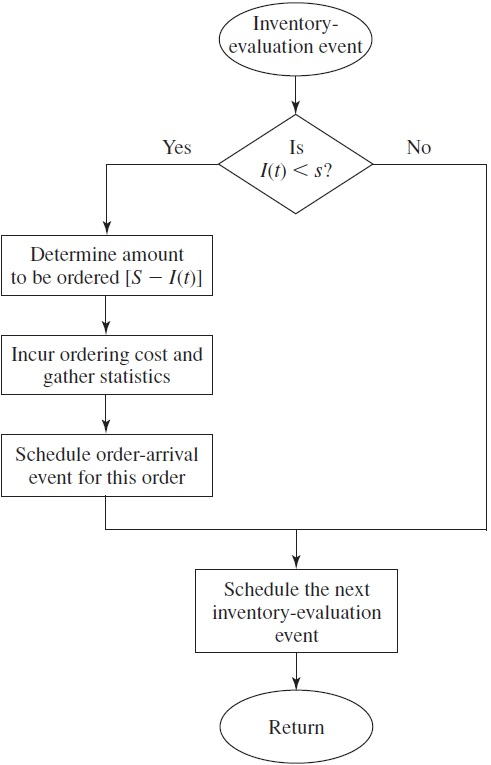 Inventory-
evaluation event
Is
I(t) < s?
Yes
No
Determine amount
to be ordered [S − I(t)]
Incur ordering cost and
gather statistics
Schedule order-arrival
event for this order
Schedule the next
inventory-evaluation
event
Return